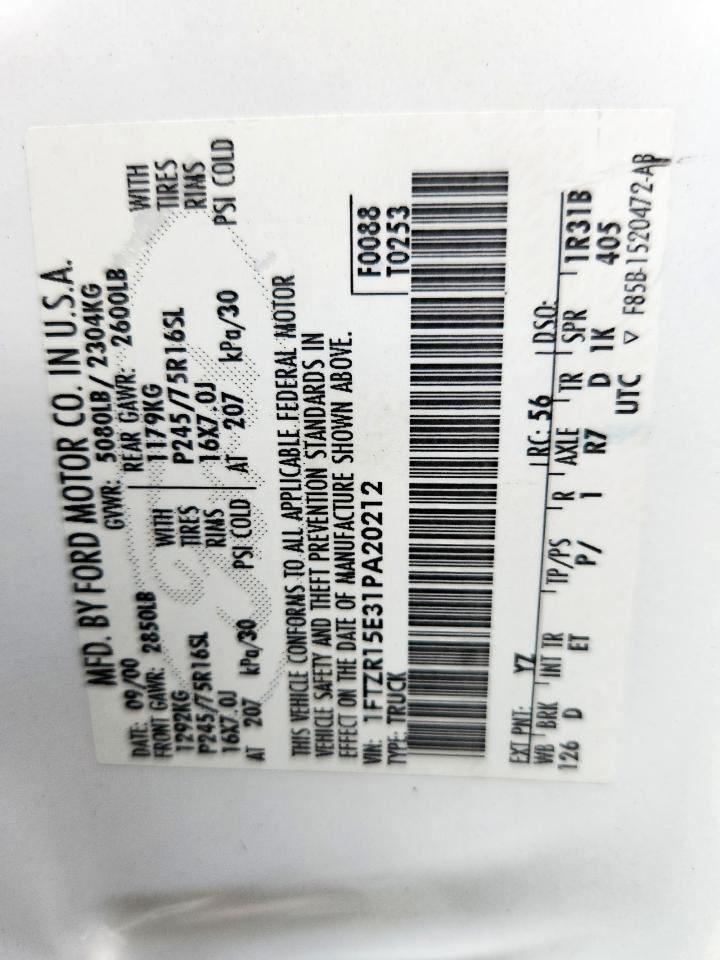 MFD. BY FORD MOTOR CO. IN U.S.A.
DATE: 09/00 GVWR: 5080LB/ 2304KG
FRONT GAWR: 2850LB REAR GAWR: 2600LB
1292KG WITH 1179KG WITH
P245/75R16SL TIRES P245/75R16SL TIRES
16X7.0J RIMS 16X7.0J RIMS
AT 207 kPa/30 PSI COLD AT 207 kPa/30 PSI COLD
THIS VEHICLE CONFORMS TO ALL APPLICABLE FEDERAL MOTOR
VEHICLE SAFETY AND THEFT PREVENTION STANDARDS IN
EFFECT ON THE DATE OF MANUFACTURE SHOWN ABOVE.
VIN: 1FTZR15E31PA20212 F0088
TYPE: TRUCK T0253
EXT PNT: YZ RC: 56 DSO:
WB BRK INT TR TP/PS R AXLE TR SPR 1R31B
126 D ET P/ 1 R7 D 1K 405
UTC ▽ F85B-1520472-AB